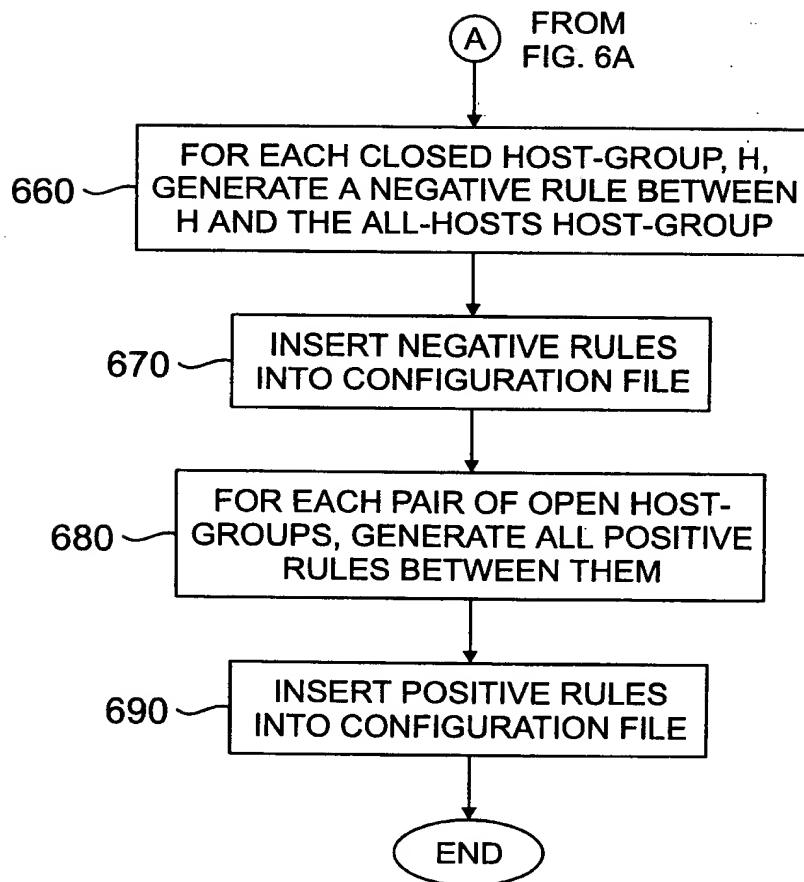 A
FROM
FIG. 6A
660
FOR EACH CLOSED HOST-GROUP, H,
GENERATE A NEGATIVE RULE BETWEEN
H AND THE ALL-HOSTS HOST-GROUP
670
INSERT NEGATIVE RULES
INTO CONFIGURATION FILE
680
FOR EACH PAIR OF OPEN HOST-
GROUPS, GENERATE ALL POSITIVE
RULES BETWEEN THEM
690
INSERT POSITIVE RULES
INTO CONFIGURATION FILE
END